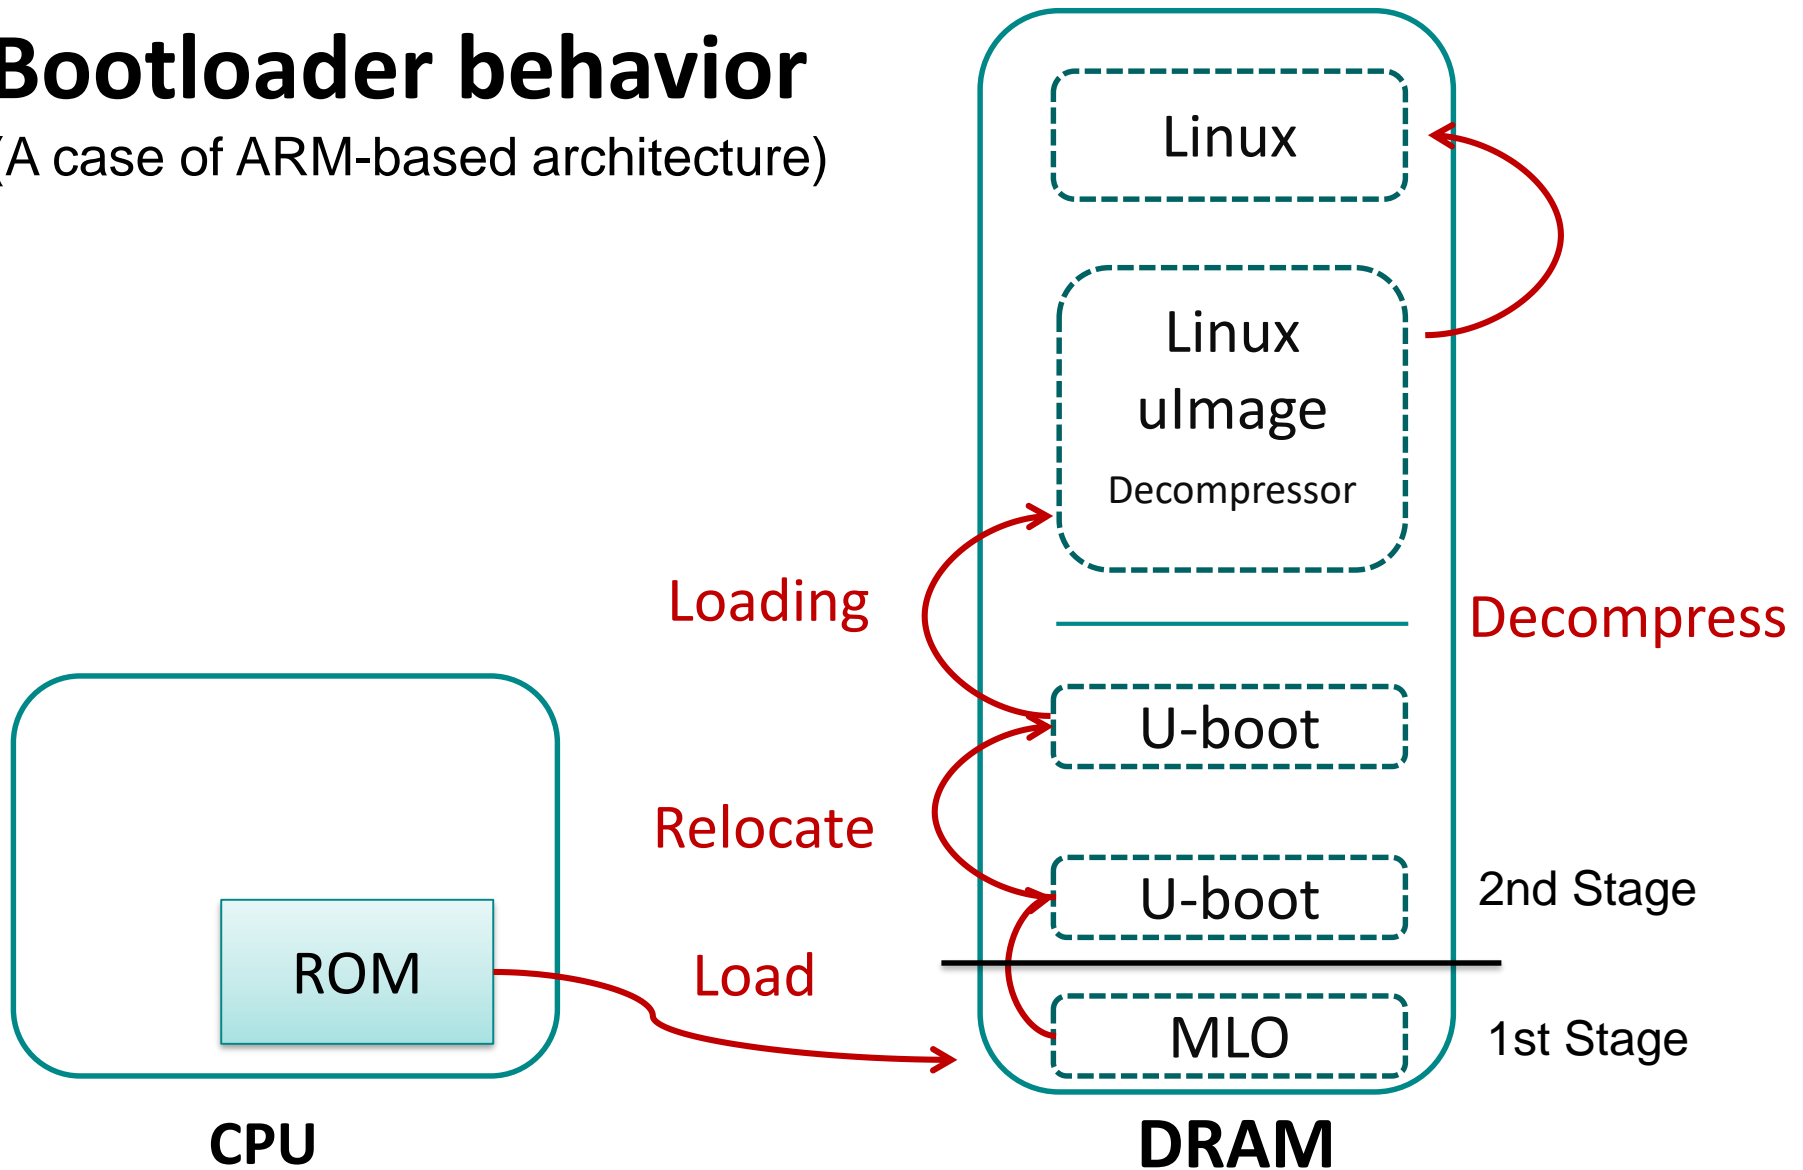 Bootloader behavior
(A case of ARM-based architecture)
Linux
Linux
uImage
Decompressor
Loading
Decompress
U-boot
Relocate
U-boot
2nd Stage
ROM
Load
MLO
1st Stage
CPU
DRAM